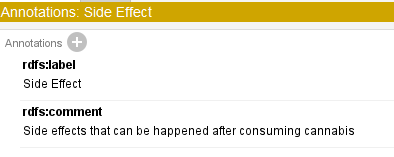 Annotations: Side Effect
Annotations
rdfs:label
Side Effect
rdfs:comment
Side effects that can be happened after consuming cannabis